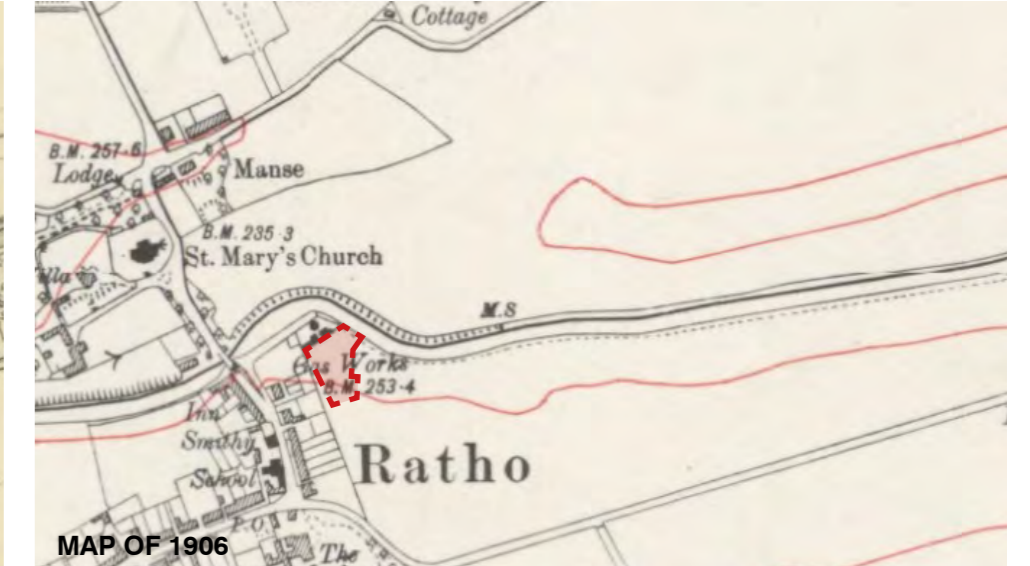 Cottage
B.M. 257·6
Lodge
Manse
B.M. 235·3
St. Mary's Church
Villa
M.S
Gas Works
B.M. 253·4
Inn
Smithy
School
Ratho
P.O.
The
MAP OF 1906